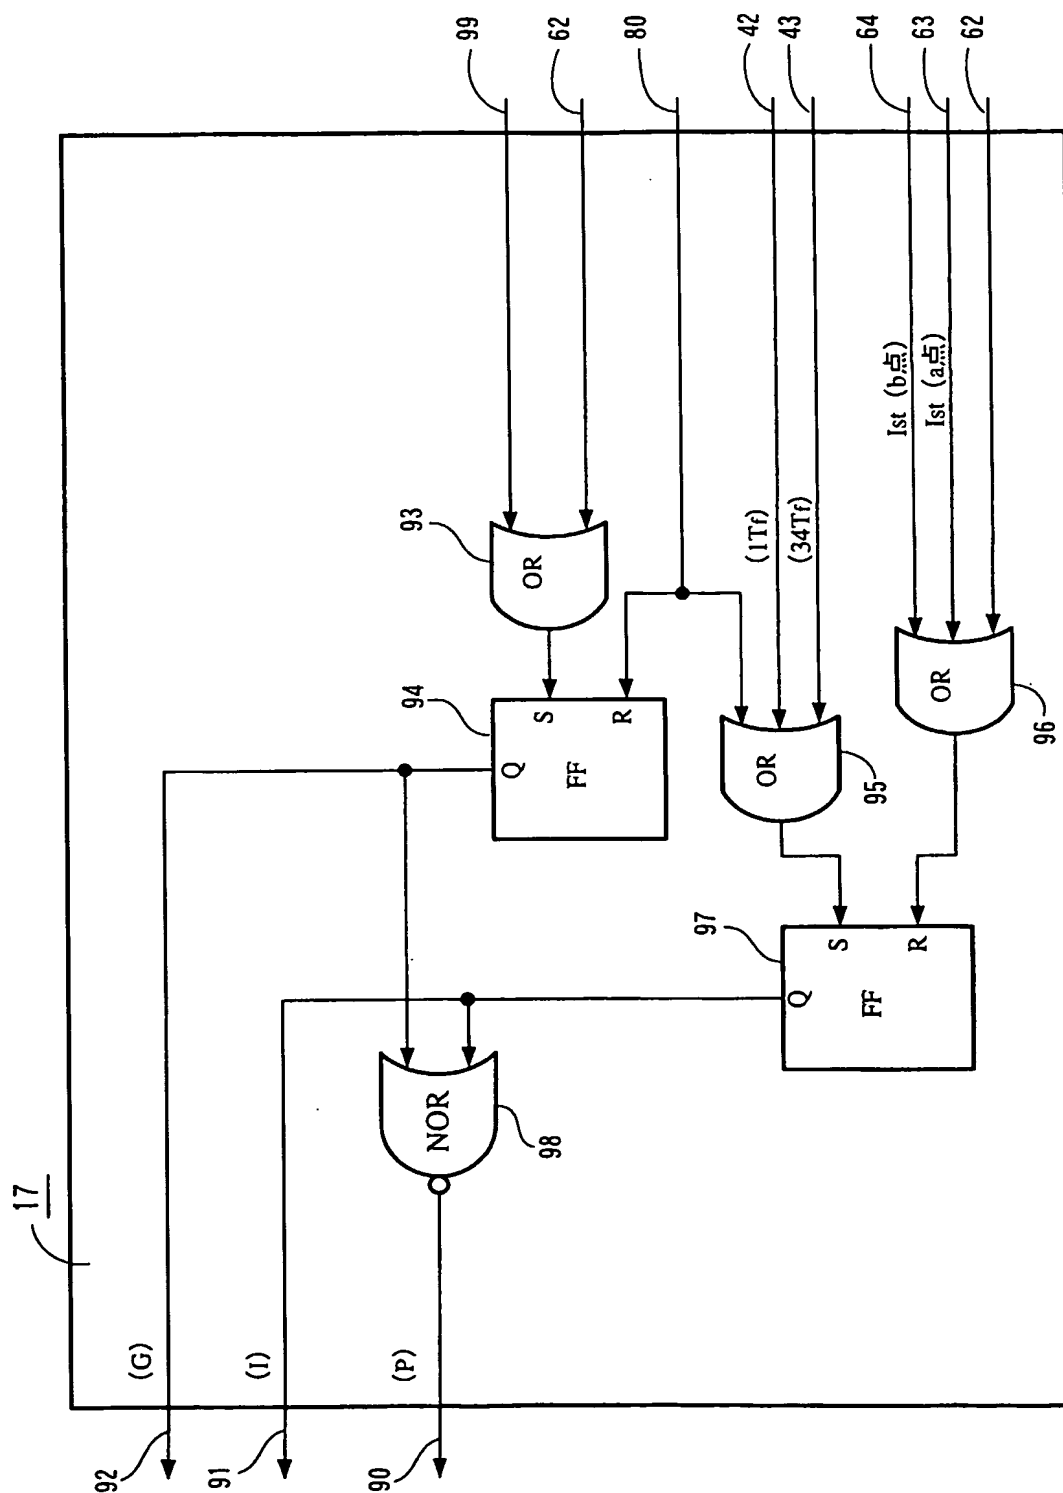 17
99
62
80
42
43
64
63
62
93
OR
94
S
R
Q
FF
(1Tf)
(34Tf)
Ist (b点)
Ist (a点)
OR
95
OR
96
97
S
R
Q
FF
NOR
98
(G)
(I)
(P)
92
91
90